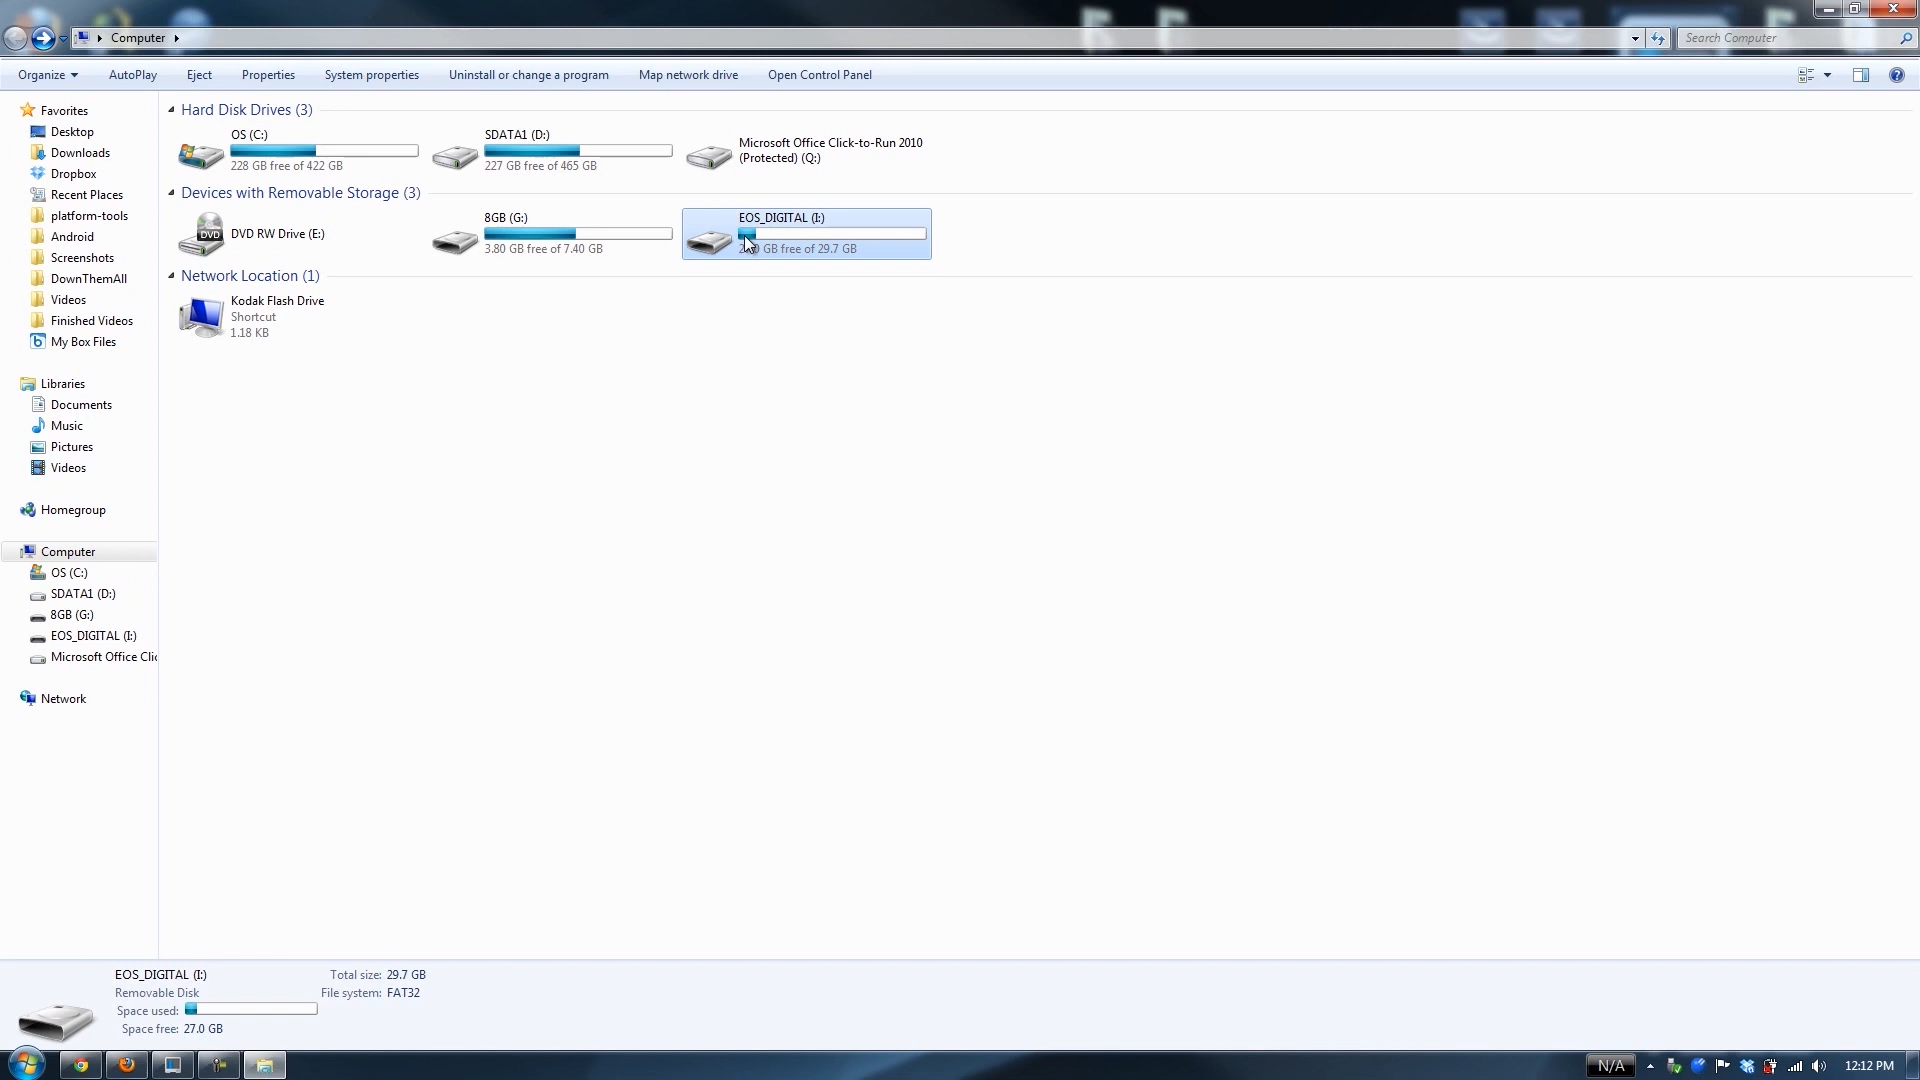 Computer
Search Computer
Organize
AutoPlay
Eject
Properties
System properties
Uninstall or change a program
Map network drive
Open Control Panel
Favorites
Desktop
Downloads
Dropbox
Recent Places
platform-tools
Android
Screenshots
DownThemAll
Videos
Finished Videos
My Box Files
Libraries
Documents
Music
Pictures
Videos
Homegroup
Computer
OS (C:)
SDATA1 (D:)
8GB (G:)
EOS_DIGITAL (I:)
Microsoft Office Clic
Network
Hard Disk Drives (3)
OS (C:)
228 GB free of 422 GB
SDATA1 (D:)
227 GB free of 465 GB
Microsoft Office Click-to-Run 2010
(Protected) (Q:)
Devices with Removable Storage (3)
DVD
DVD RW Drive (E:)
8GB (G:)
3.80 GB free of 7.40 GB
EOS_DIGITAL (I:)
GB free of 29.7 GB
Network Location (1)
Kodak Flash Drive
Shortcut
1.18 KB
EOS_DIGITAL (I:)
Removable Disk
Space used:
Space free: 27.0 GB
Total size: 29.7 GB
File system: FAT32
N/A
12:12 PM